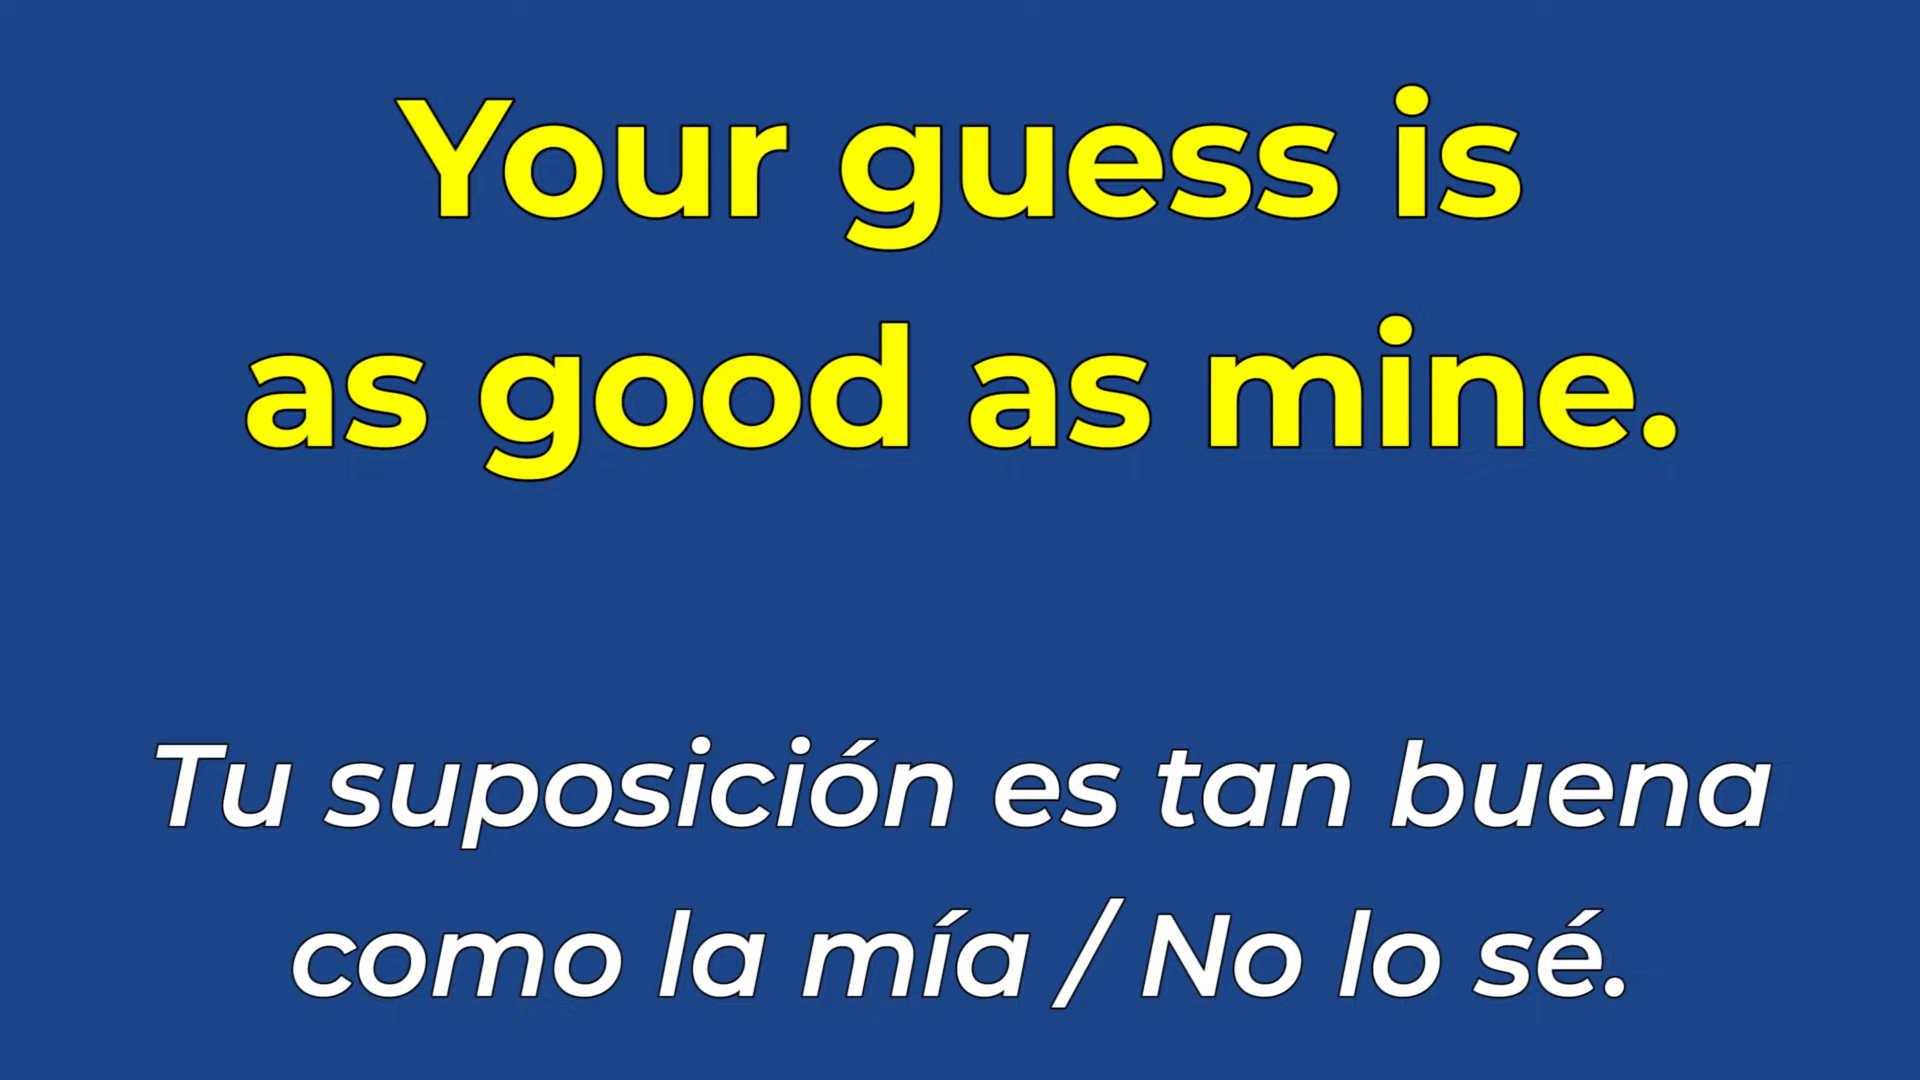 Your guess is
as good as mine.
Tu suposición es tan buena
como la mía / No lo sé.